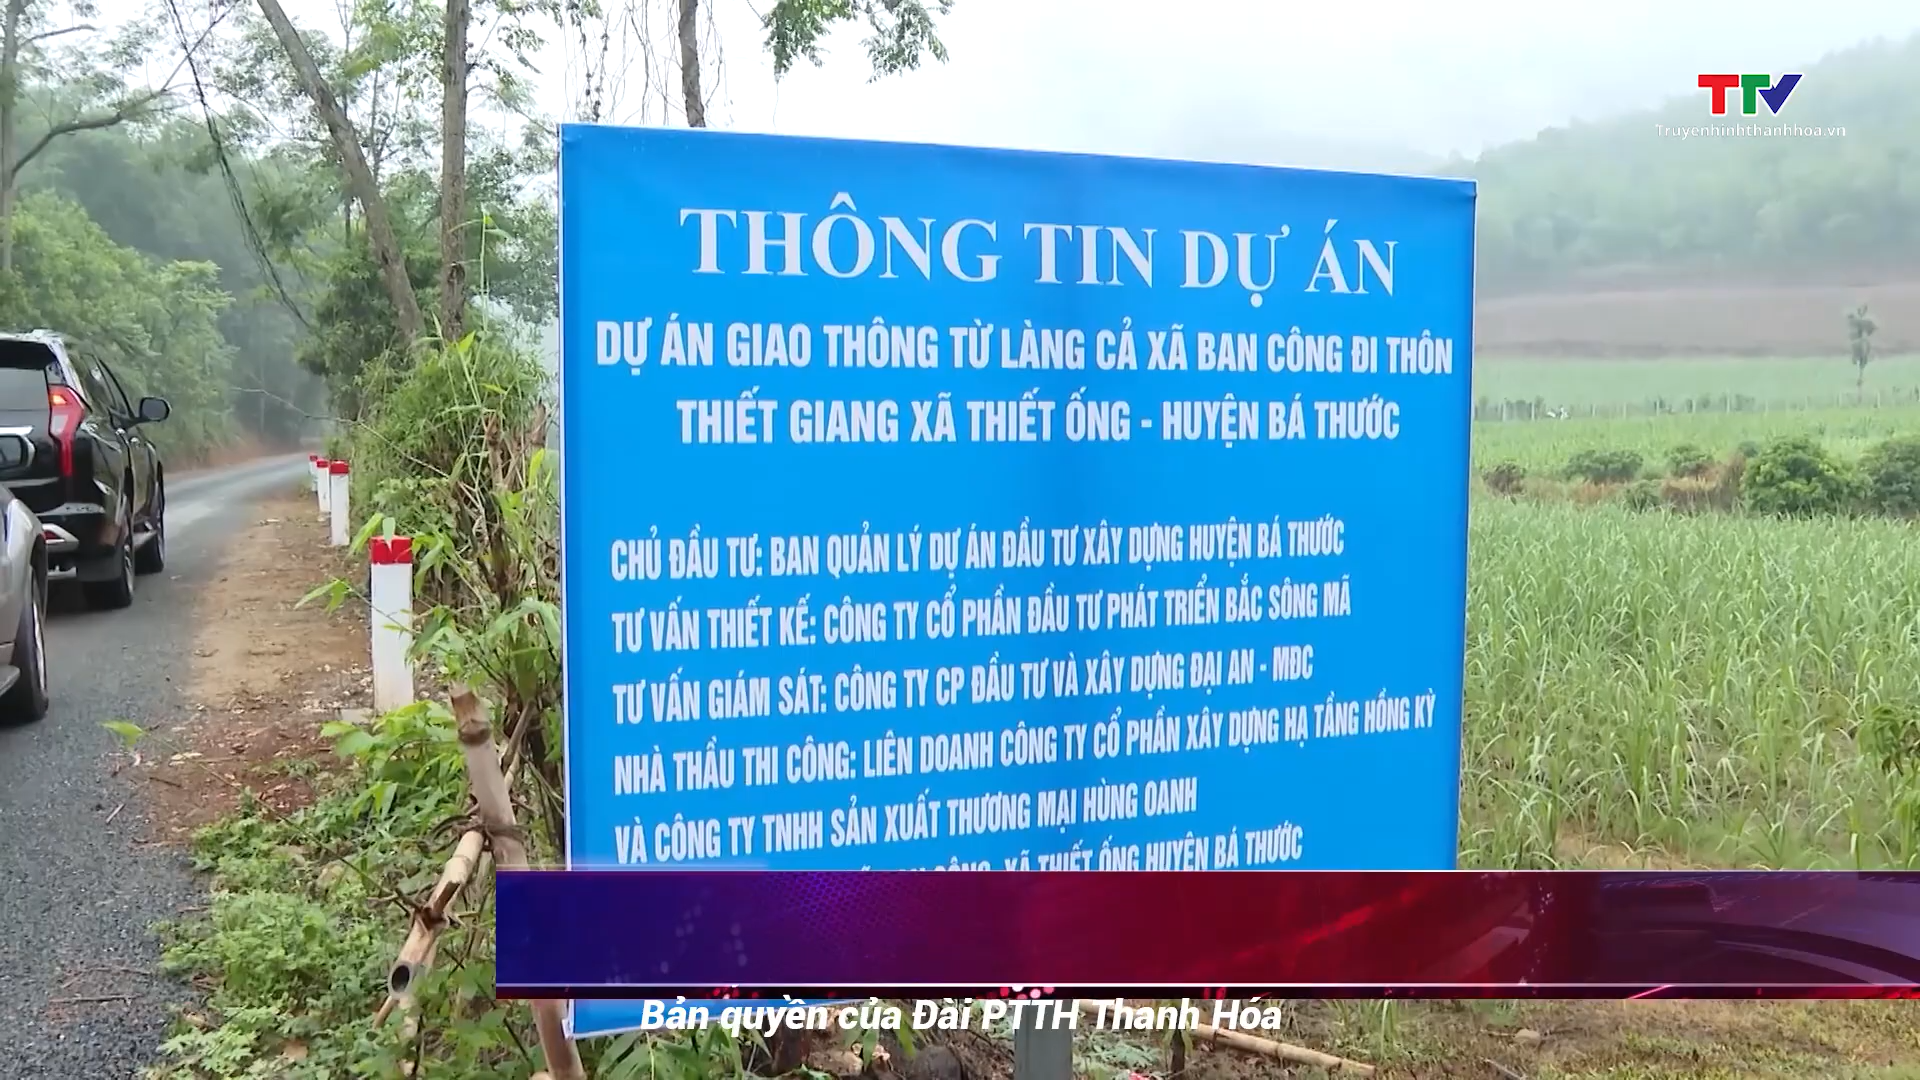 TTV
Truyenhinhthanhhoa.vn
THÔNG TIN DỰ ÁN
DỰ ÁN GIAO THÔNG TỪ LÀNG CẢ XÃ BAN CÔNG ĐI THÔN
THIẾT GIANG XÃ THIẾT ỐNG - HUYỆN BÁ THƯỚC
CHỦ ĐẦU TƯ: BAN QUẢN LÝ DỰ ÁN ĐẦU TƯ XÂY DỰNG HUYỆN BÁ THƯỚC
TƯ VẤN THIẾT KẾ: CÔNG TY CỔ PHẦN ĐẦU TƯ PHÁT TRIỂN BẮC SÔNG MÃ
TƯ VẤN GIÁM SÁT: CÔNG TY CP ĐẦU TƯ VÀ XÂY DỰNG ĐẠI AN - MĐC
NHÀ THẦU THI CÔNG: LIÊN DOANH CÔNG TY CỔ PHẦN XÂY DỰNG HẠ TẦNG HỒNG KỲ
VÀ CÔNG TY TNHH SẢN XUẤT THƯƠNG MẠI HÙNG OANH
XÃ THIẾT ỐNG HUYỆN BÁ THƯỚC
Bản quyền của Đài PTTH Thanh Hóa